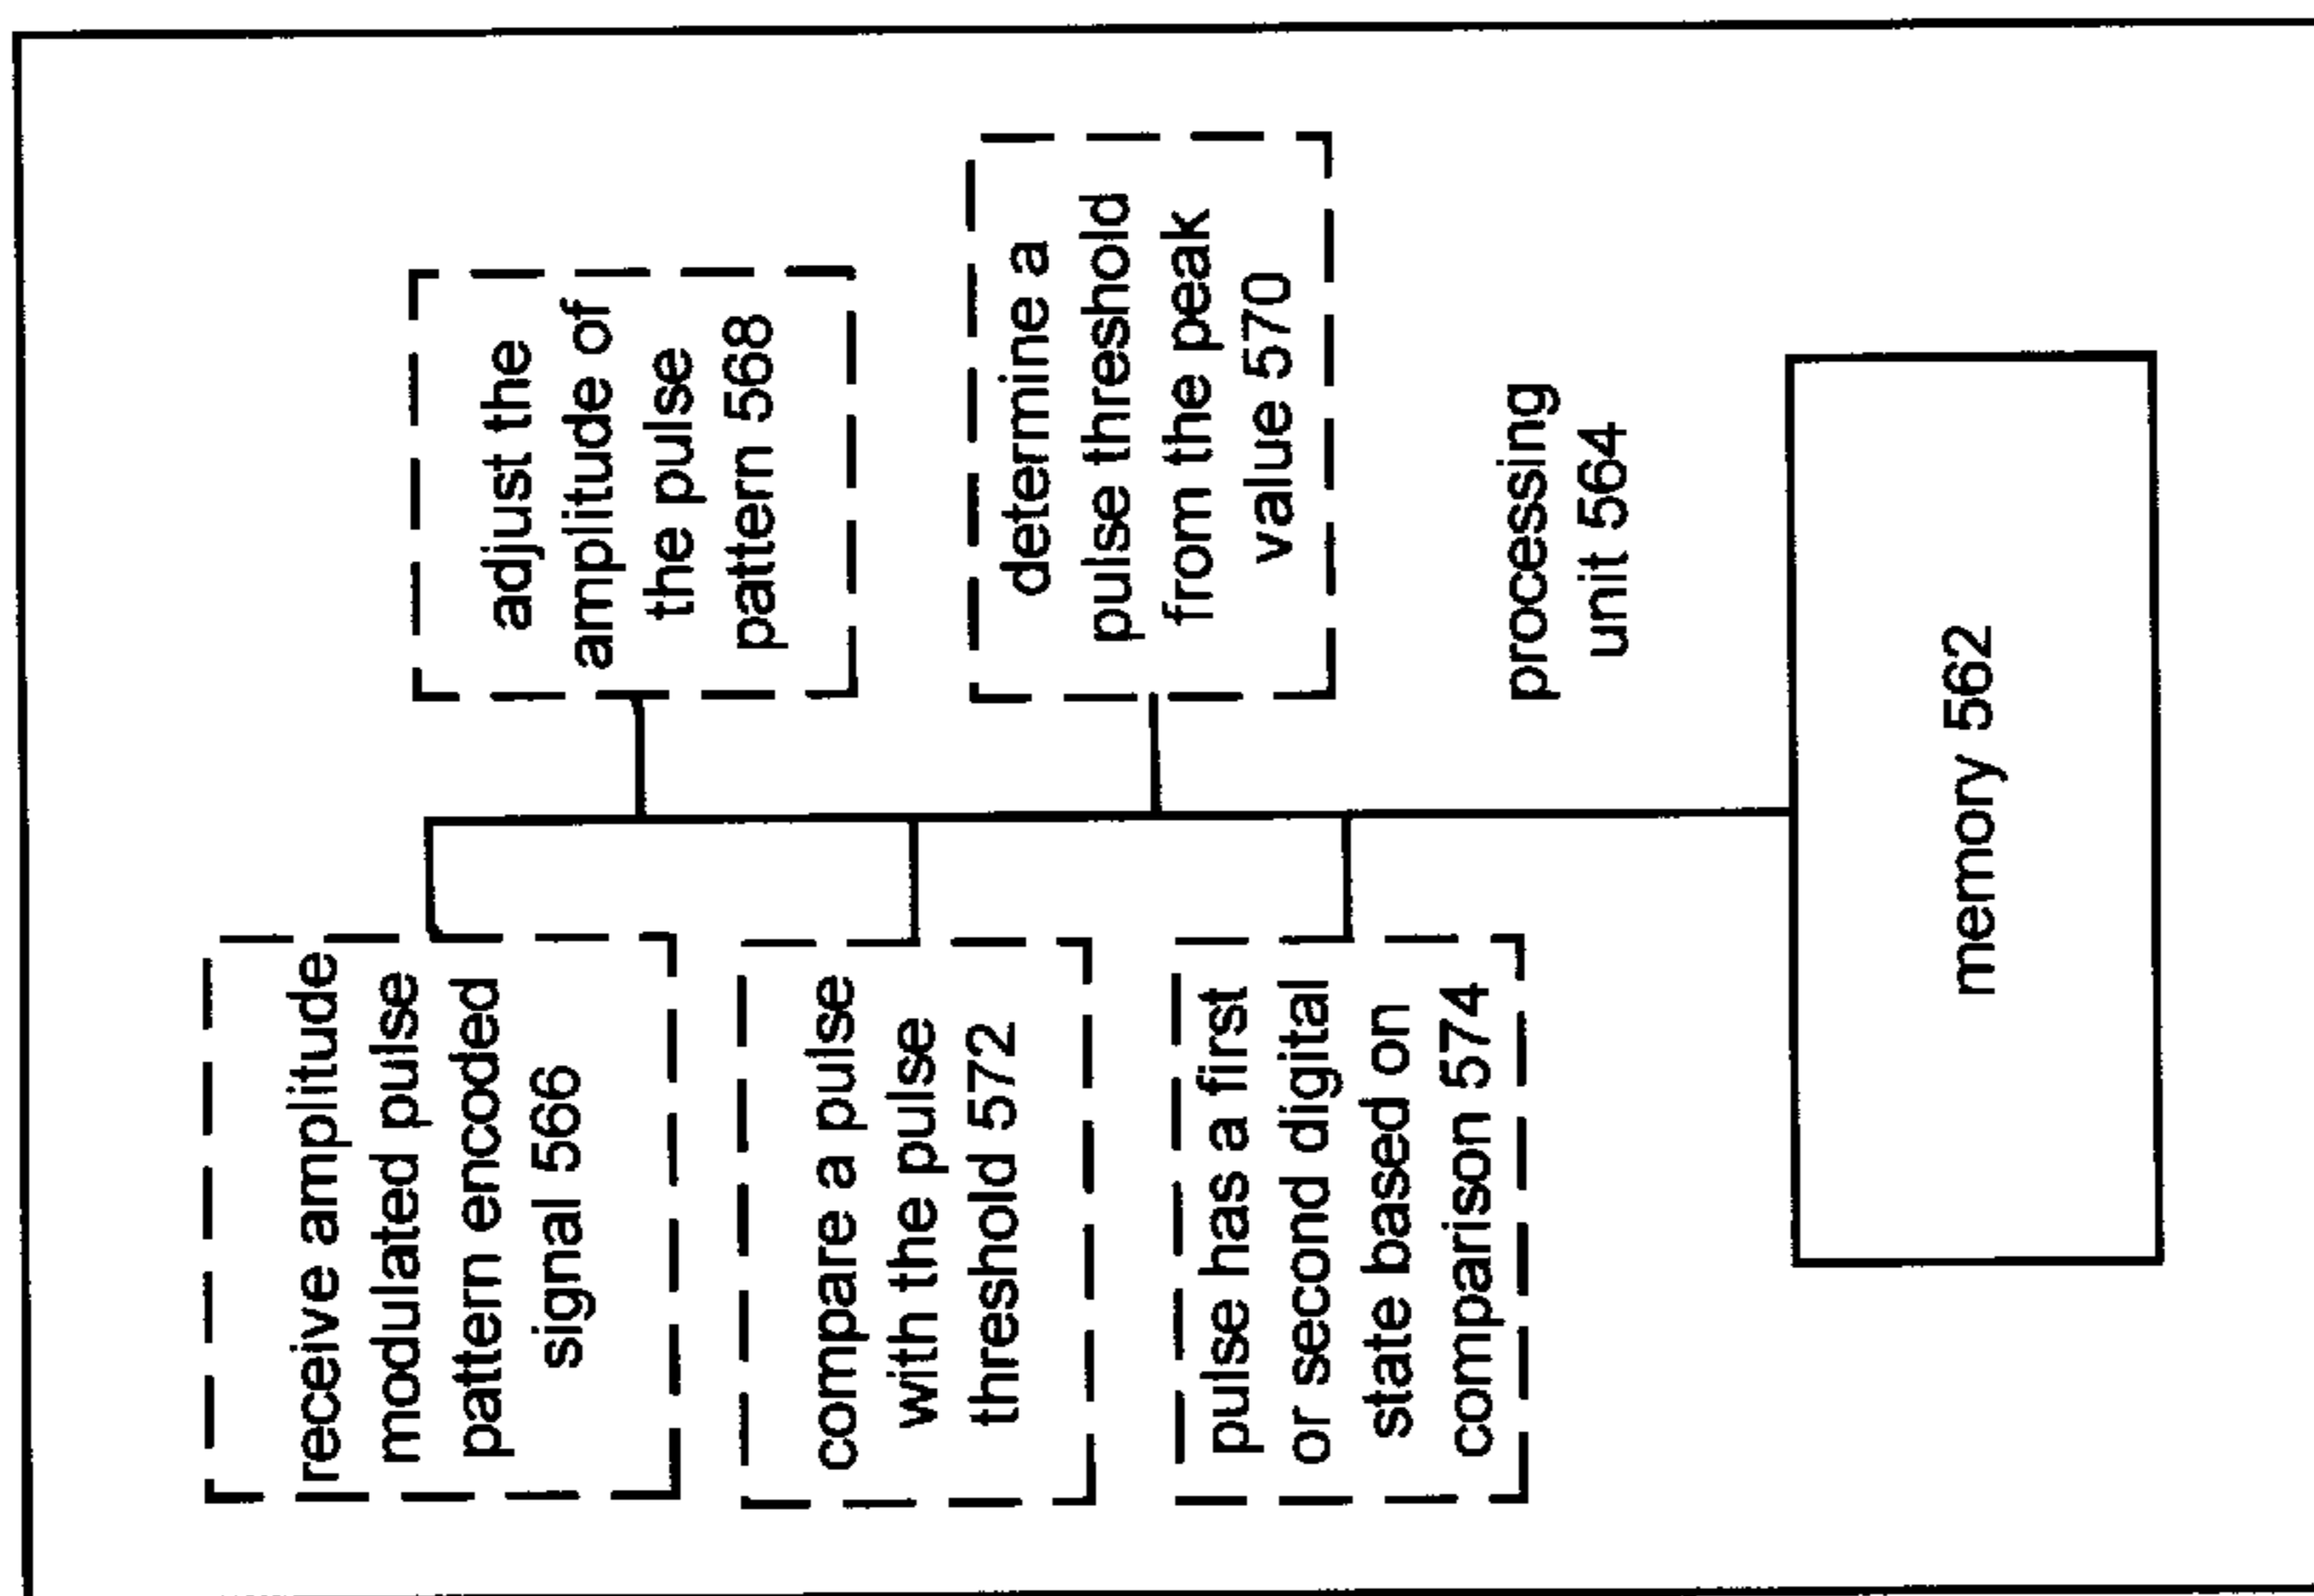 receive amplitude
modulated pulse
pattern encoded
signal 566
adjust the
amplitude of
the pulse
pattern 568
compare a pulse
with the pulse
threshold 572
determine a
pulse threshold
from the peak
value 570
pulse has a first
or second digital
state based on
comparison 574
processing
unit 564
memory 562